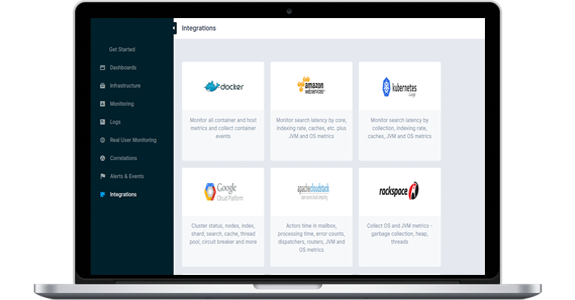 Integrations
Get Started
Dashboards
Infrastructure
Monitoring
Logs
Real User Monitoring
Correlations
Alerts & Events
Integrations
docker
Monitor all container and host
metrics and collect container
events
amazon
webservices
Monitor search latency by core,
indexing rate, caches, etc. plus
JVM and OS metrics
kubernetes
Monitor search latency by
collection, indexing rate,
caches, JVM and OS metrics
Google
Cloud Platform
Cluster status, nodes, index,
shard, search, cache, thread
pool, circuit breaker and more
apachecloudstack
Actors time in mailbox,
processing time, error counts,
dispatchers, routers, JVM and
OS metrics
rackspace
Collect OS and JVM metrics -
garbage collection, heap,
threads